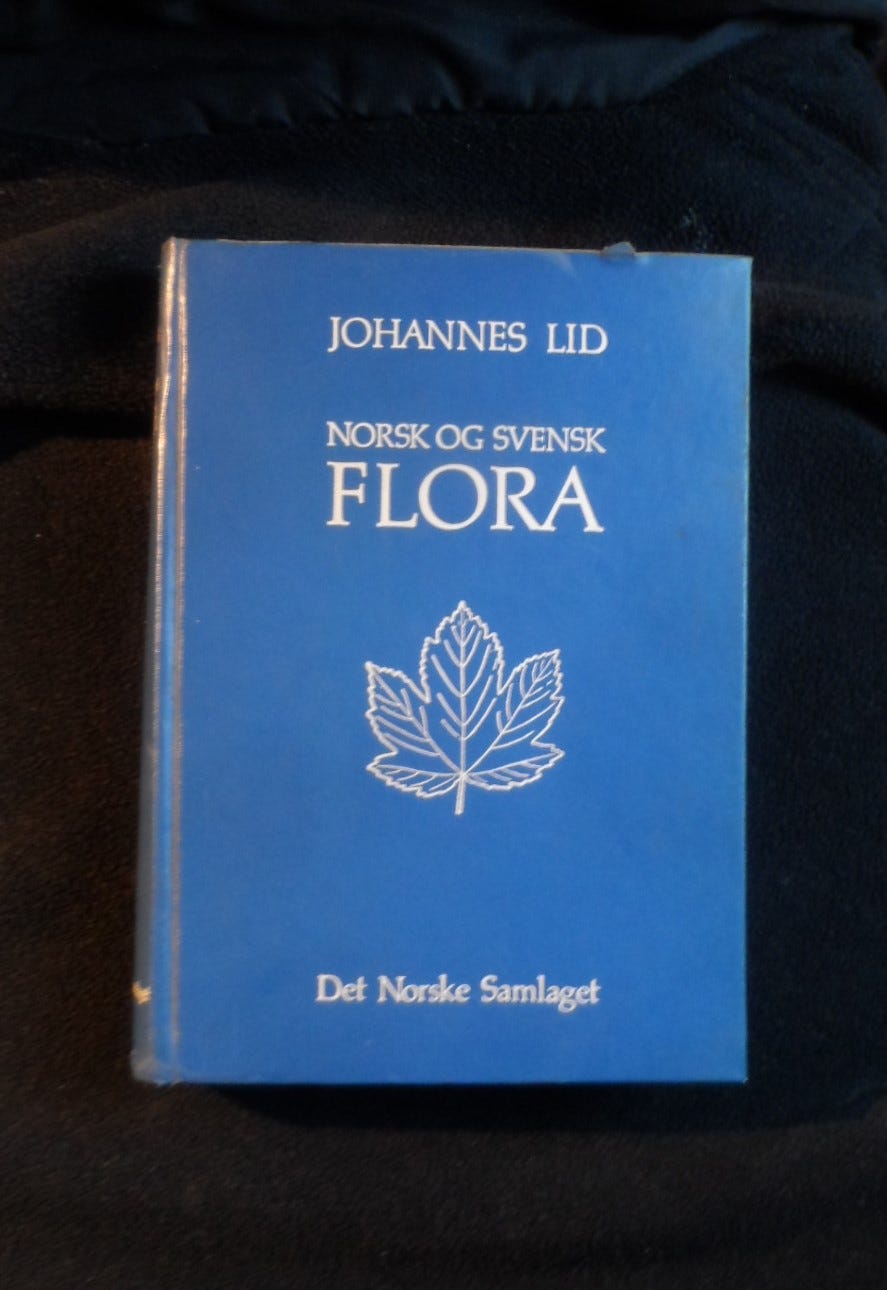 JOHANNES LID
NORSK OG SVENSK
FLORA
Det Norske Samlaget